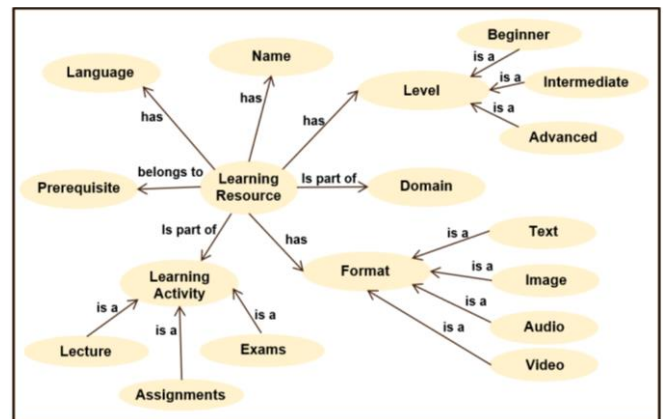 Beginner
is a
Name
Language
is a
Intermediate
Level
has
has
is a
has
Advanced
belongs to
Learning
Resource
Is part of
Prerequisite
Domain
Is part of
has
is a
Text
Learning
Activity
Format
is a
Image
is a
is a
is a
is a
Audio
is a
Lecture
Exams
Video
Assignments